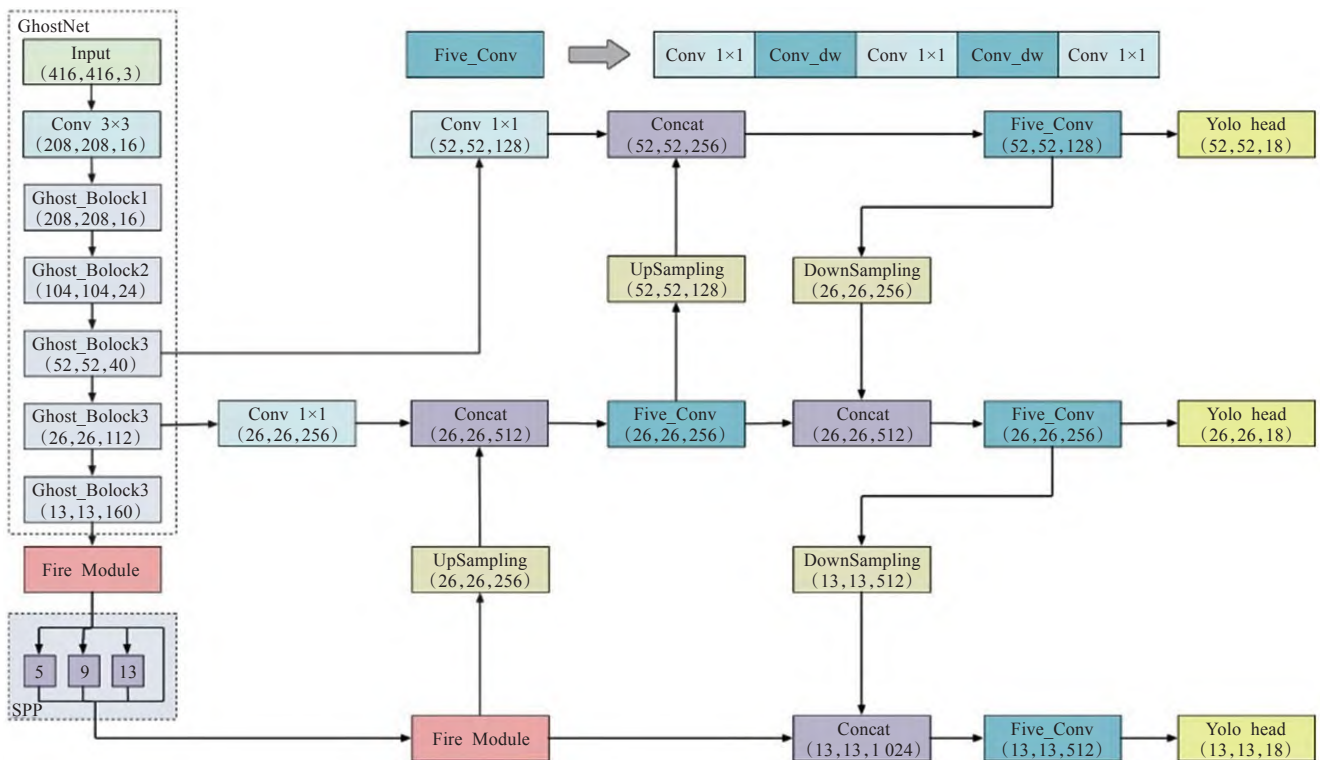 GhostNet
Input
(416,416,3)
Conv 3×3
(208,208,16)
Ghost_Bolock1
(208,208,16)
Ghost_Bolock2
(104,104,24)
Ghost_Bolock3
(52,52,40)
Ghost_Bolock3
(26,26,112)
Ghost_Bolock3
(13,13,160)
Fire Module
5 9 13
SPP
Five_Conv
Conv 1×1 Conv_dw Conv 1×1 Conv_dw Conv 1×1
Conv 1×1
(52,52,128)
Concat
(52,52,256)
Five_Conv
(52,52,128)
Yolo head
(52,52,18)
UpSampling
(52,52,128)
DownSampling
(26,26,256)
Conv 1×1
(26,26,256)
Concat
(26,26,512)
Five_Conv
(26,26,256)
Concat
(26,26,512)
Five_Conv
(26,26,256)
Yolo head
(26,26,18)
UpSampling
(26,26,256)
DownSampling
(13,13,512)
Fire Module
Concat
(13,13,1 024)
Five_Conv
(13,13,512)
Yolo head
(13,13,18)